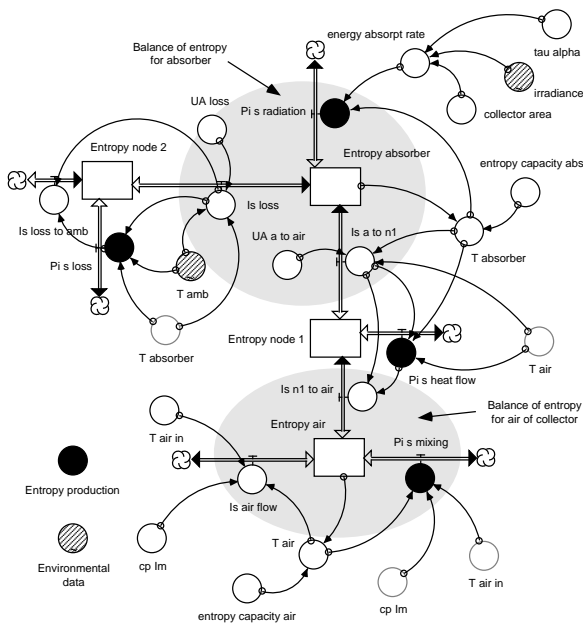 energy absorpt rate
tau alpha
Balance of entropy
for absorber
irradiance
UA loss
Pi s radiation
collector area
Entropy node 2
Entropy absorber
entropy capacity abs
Is loss
Is loss to amb
UA a to air
Is a to n1
T absorber
Pi s loss
T amb
Entropy node 1
T absorber
T air
Pi s heat flow
Is n1 to air
Balance of entropy
for air of collector
T air in
Entropy air
Pi s mixing
Entropy production
Is air flow
T air
cp Im
T air in
Environmental
data
entropy capacity air
cp Im